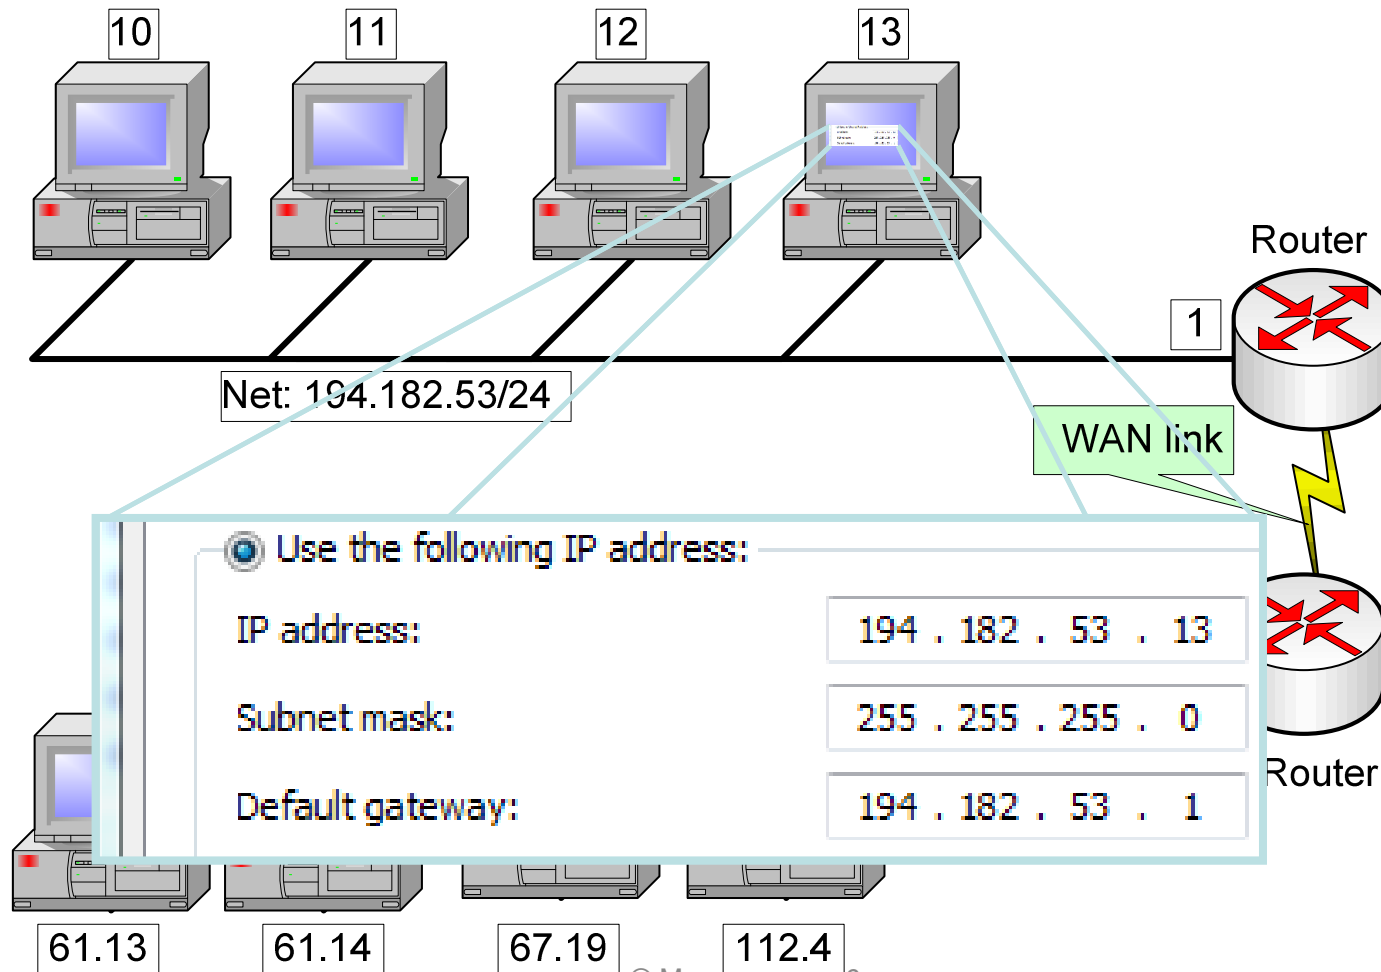 10 11 12 13
Router
1
Net: 194.182.53/24
WAN link
Use the following IP address:
IP address: 194 . 182 . 53 . 13
Subnet mask: 255 . 255 . 255 . 0
Default gateway: 194 . 182 . 53 . 1
Router
61.13 61.14 67.19 112.4